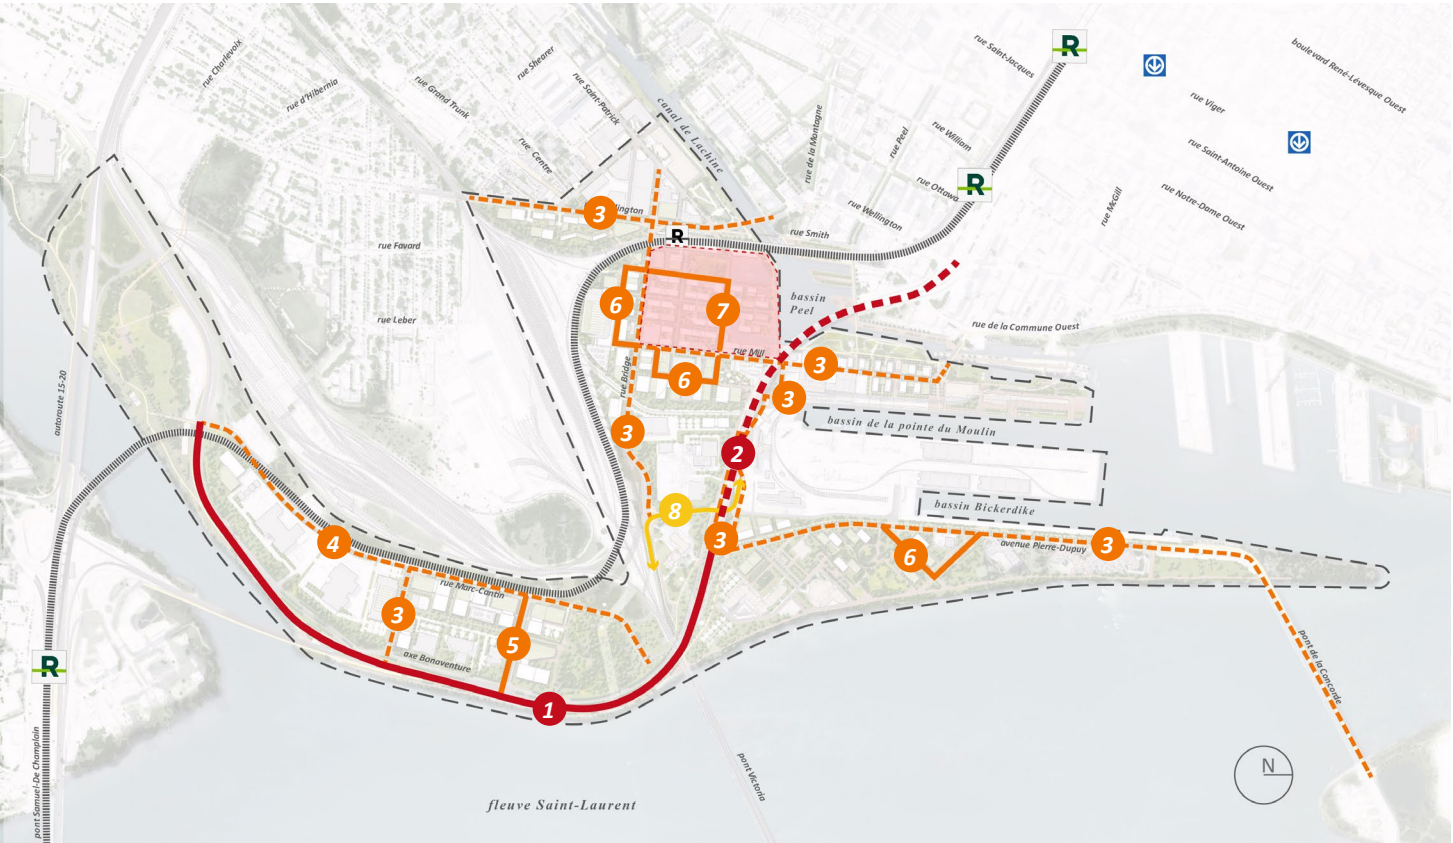 rue Charlevoix
rue d'Hibernia
rue Grand Trunk
rue Shearer
rue Saint-Patrick
rue Centre
canal de Lachine
rue de la Montagne
rue Peel
rue William
rue Ottawa
rue Wellington
rue Smith
rue Saint-Jacques
R
R
boulevard René-Lévesque Ouest
rue Viger
rue Saint-Antoine Ouest
rue Notre-Dame Ouest
rue McGill
3
R
rue Favard
rue Leber
6
7
bassin
Peel
rue de la Commune Ouest
rue Mill
3
6
rue Bridge
3
autoroute 15-20
3
bassin de la pointe du Moulin
2
8
bassin Bickerdike
4
3
6
avenue Pierre-Dupuy
3
rue Marc-Cantin
3
5
axe Bonaventure
R
1
pont de la Concorde
pont Samuel-De Champlain
pont Victoria
fleuve Saint-Laurent
N